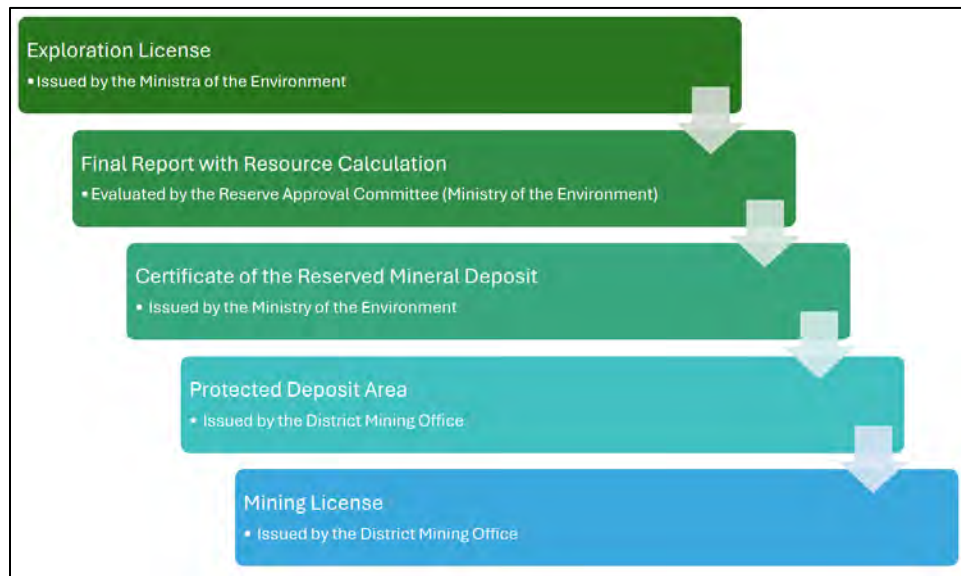 Exploration License
• Issued by the Ministra of the Environment
Final Report with Resource Calculation
• Evaluated by the Reserve Approval Committee (Ministry of the Environment)
Certificate of the Reserved Mineral Deposit
• Issued by the Ministry of the Environment
Protected Deposit Area
• Issued by the District Mining Office
Mining License
• Issued by the District Mining Office